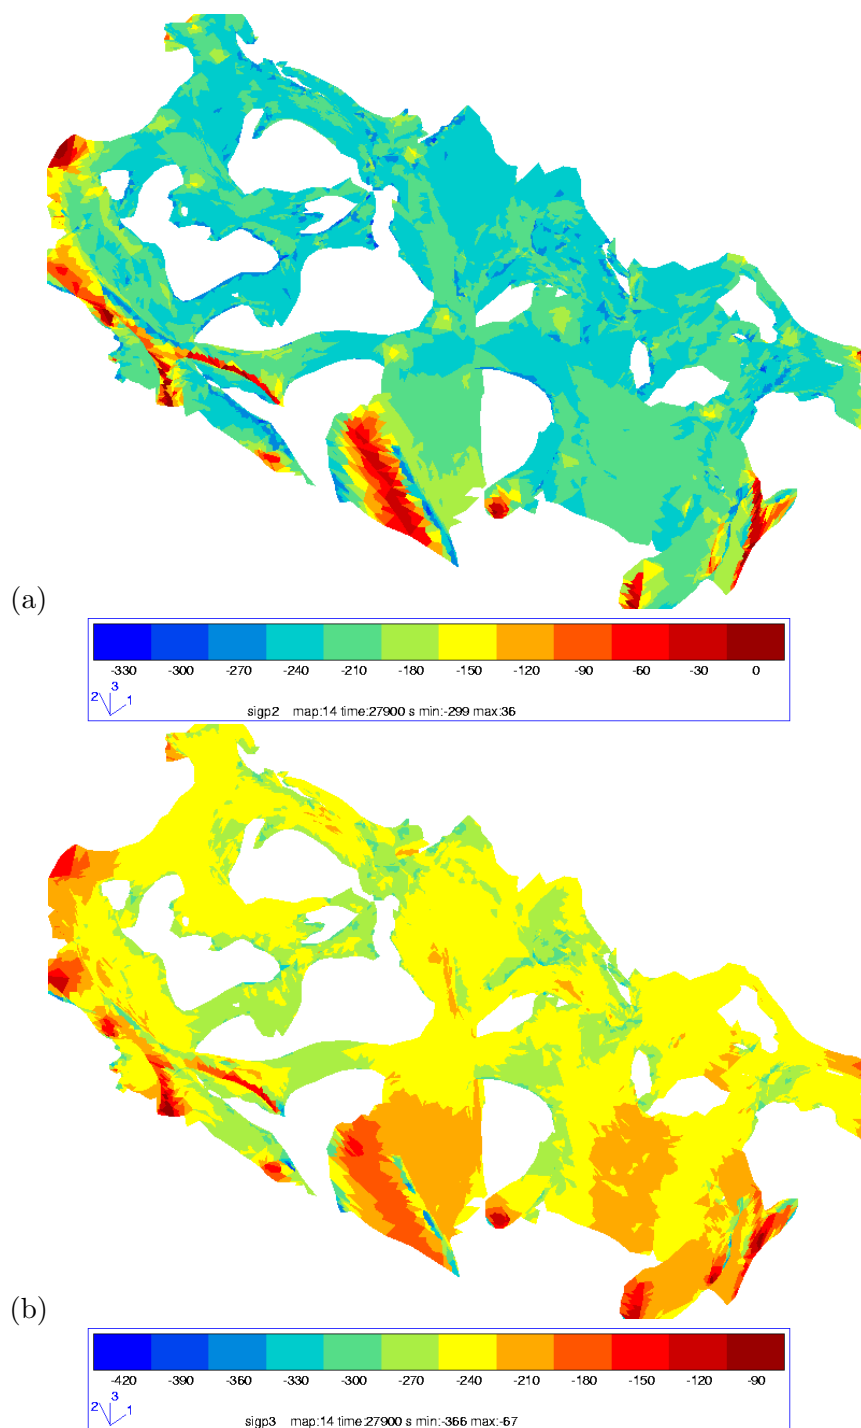 (a)
-330 -300 -270 -240 -210 -180 -150 -120 -90 -60 -30 0
2 3 1
sigp2 map:14 time:27900 s min:-299 max:36
(b)
-420 -390 -360 -330 -300 -270 -240 -210 -180 -150 -120 -90
2 3 1
sigp3 map:14 time:27900 s min:-366 max:-67